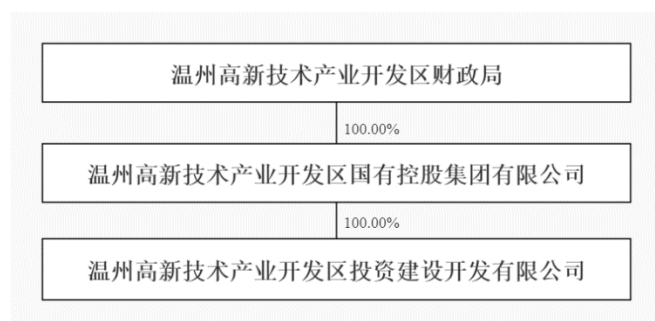 温州高新技术产业开发区财政局
100.00%
温州高新技术产业开发区国有控股集团有限公司
100.00%
温州高新技术产业开发区投资建设开发有限公司